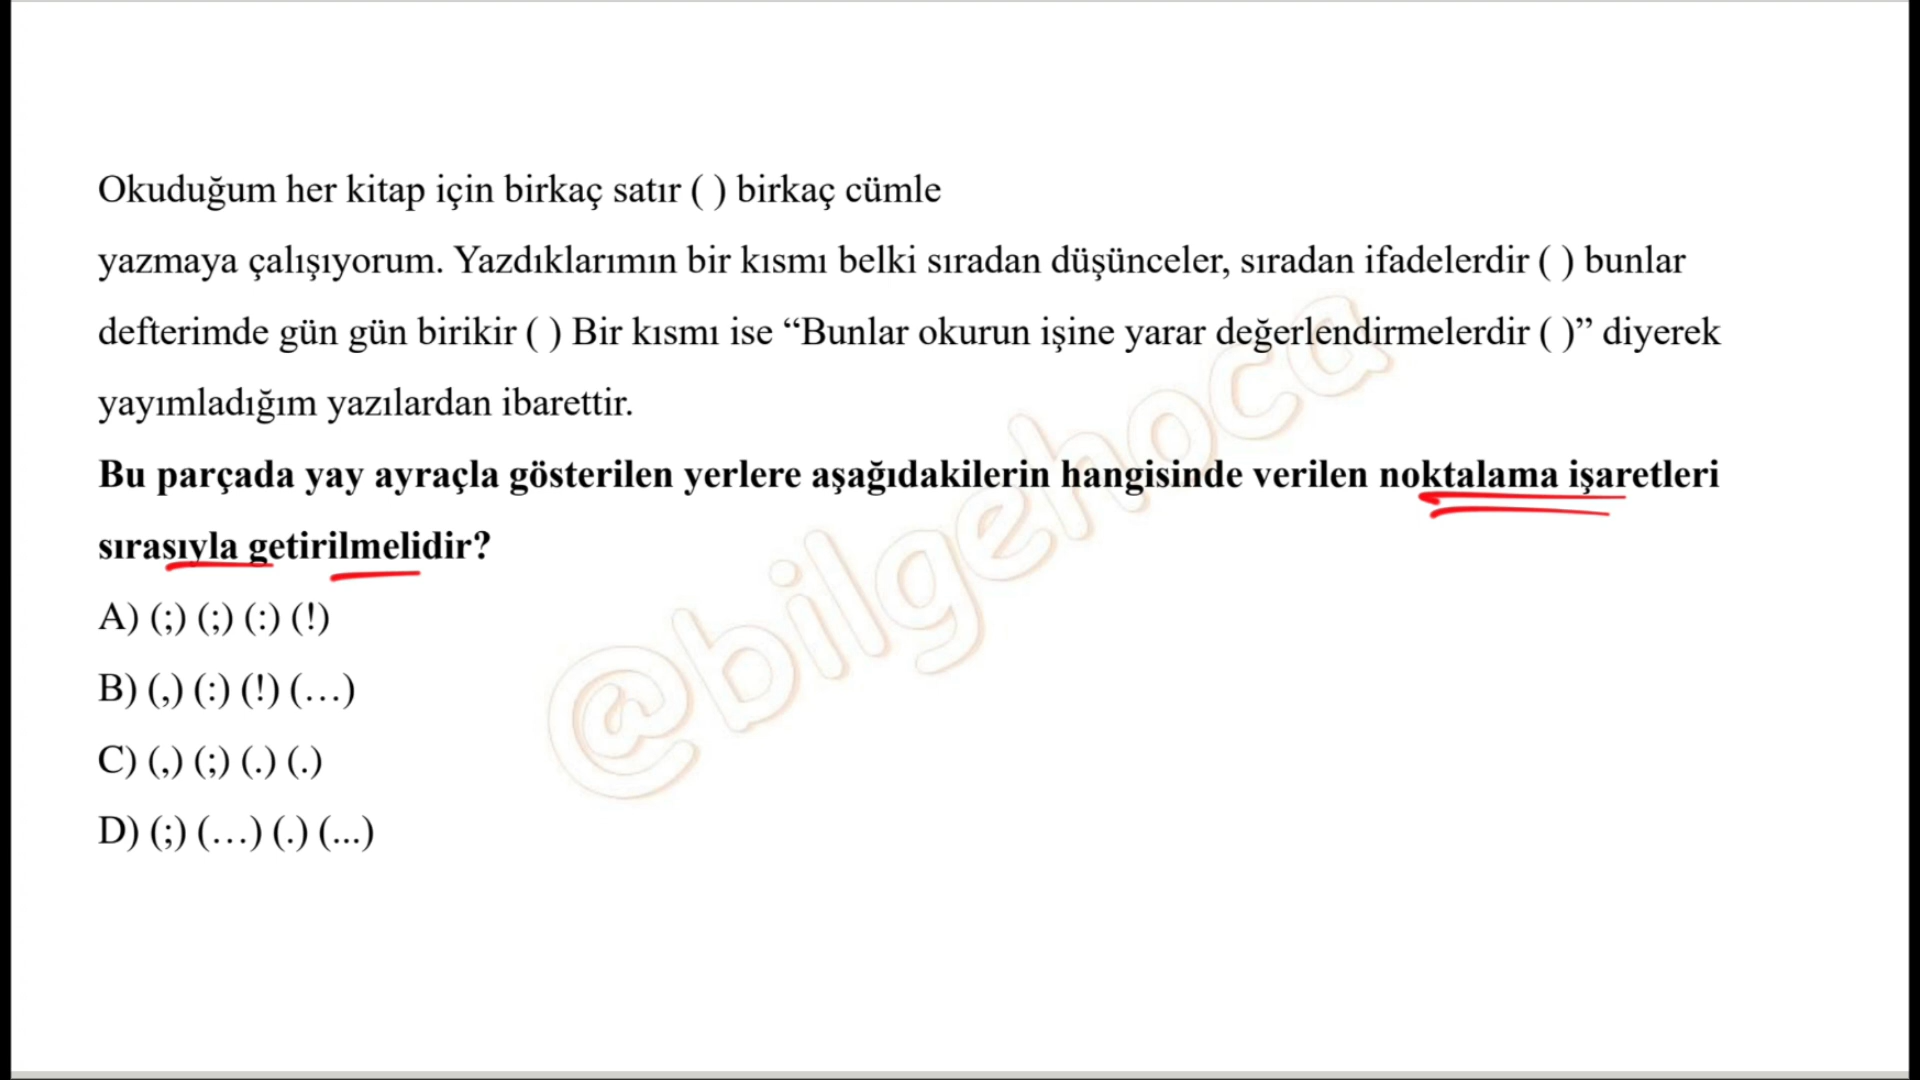 Okuduğum her kitap için birkaç satır ( ) birkaç cümle
yazmaya çalışıyorum. Yazdıklarımın bir kısmı belki sıradan düşünceler, sıradan ifadelerdir ( ) bunlar
defterimde gün gün birikir ( ) Bir kısmı ise “Bunlar okurun işine yarar değerlendirmelerdir ( )” diyerek
yayımladığım yazılardan ibarettir.
Bu parçada yay ayraçla gösterilen yerlere aşağıdakilerin hangisinde verilen noktalama işaretleri
sırasıyla getirilmelidir?
A) (;) (;) (:) (!)
B) (,) (:) (!) (…)
C) (,) (;) (.) (.)
D) (;) (…) (.) (...)
@bilgehoca